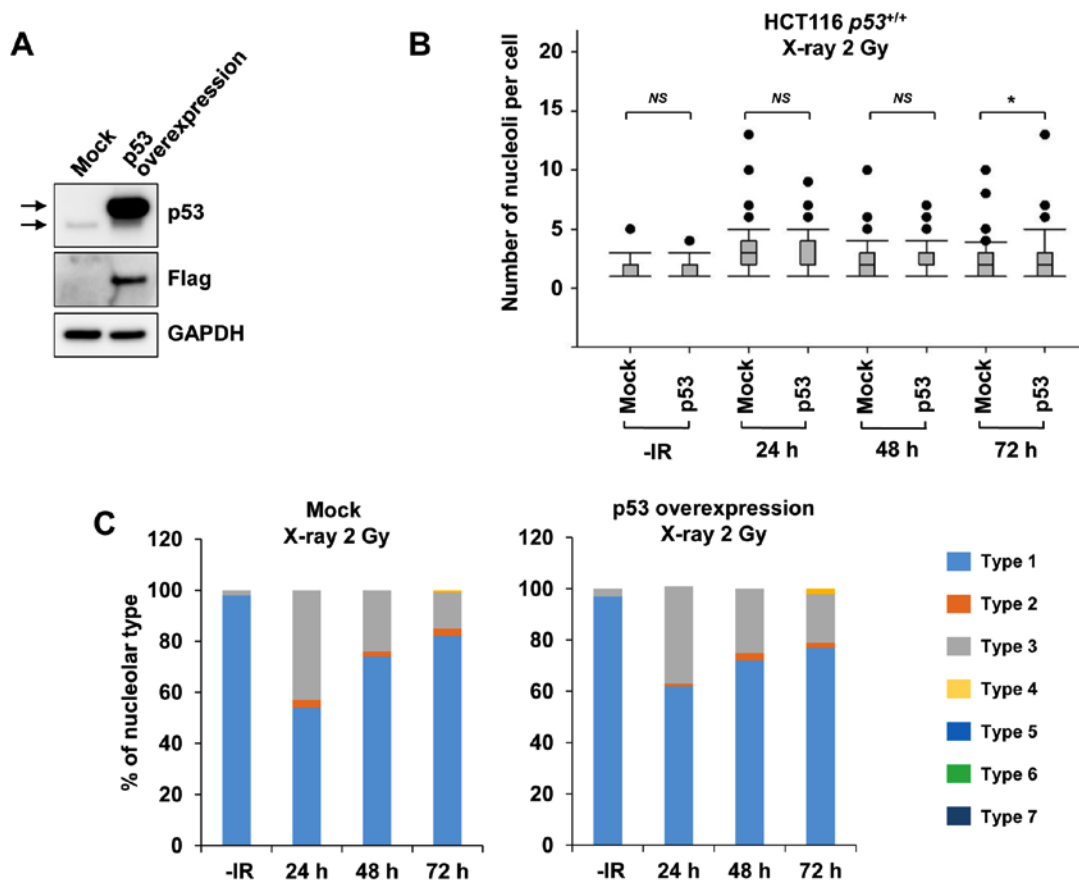 A
Mock
p53
overexpression
p53
Flag
GAPDH
B
HCT116 p53+/+
X-ray 2 Gy
Number of nucleoli per cell
20
15
10
5
0
NS
NS
NS
*
Mock
p53
Mock
p53
Mock
p53
Mock
p53
-IR
24 h
48 h
72 h
C
Mock
X-ray 2 Gy
% of nucleolar type
120
100
80
60
40
20
0
-IR
24 h
48 h
72 h
p53 overexpression
X-ray 2 Gy
120
100
80
60
40
20
0
-IR
24 h
48 h
72 h
Type 1
Type 2
Type 3
Type 4
Type 5
Type 6
Type 7